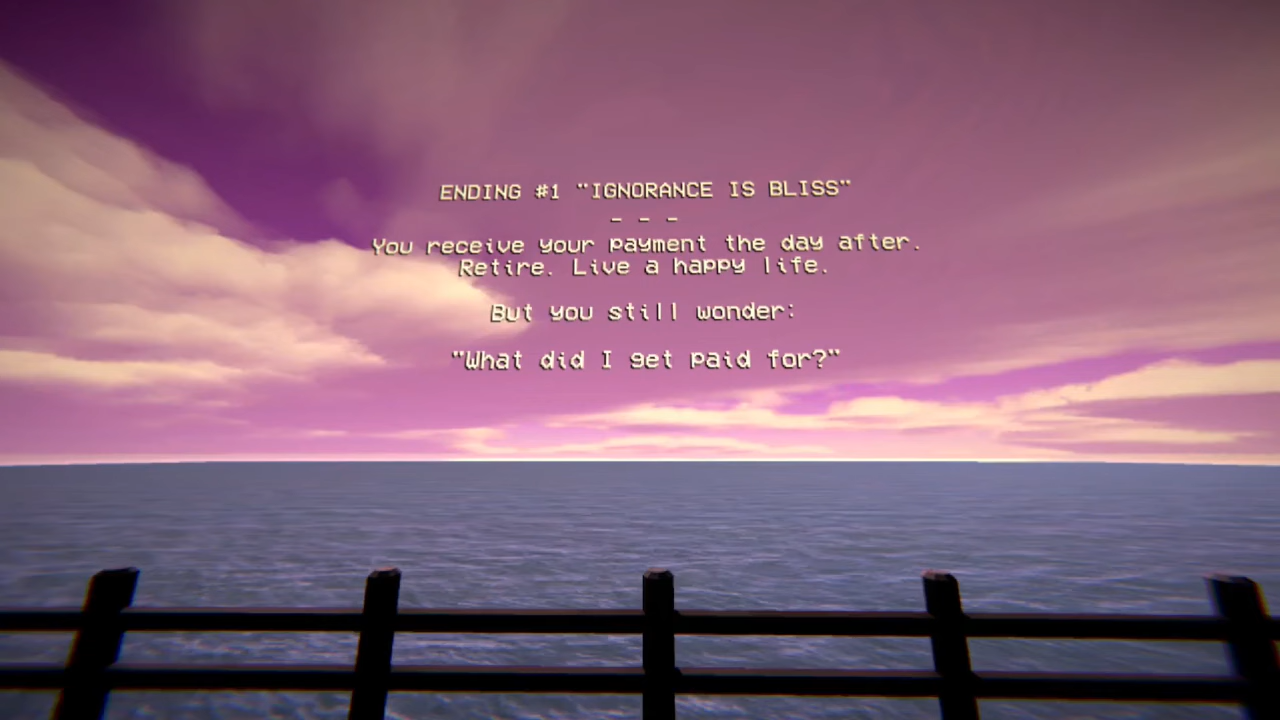 ENDING #1 "IGNORANCE IS BLISS"
- - -
You receive your payment the day after.
Retire. Live a happy life.
But you still wonder:
"What did I get paid for?"